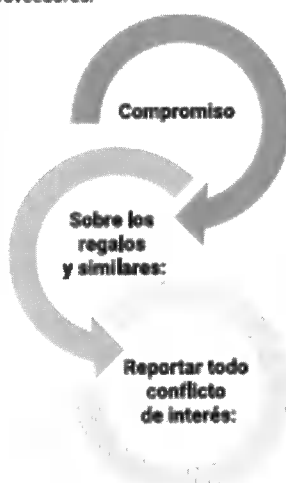 Compromiso
Sobre los
regalos
y similares:
Reportar todo
conflicto
de interés: